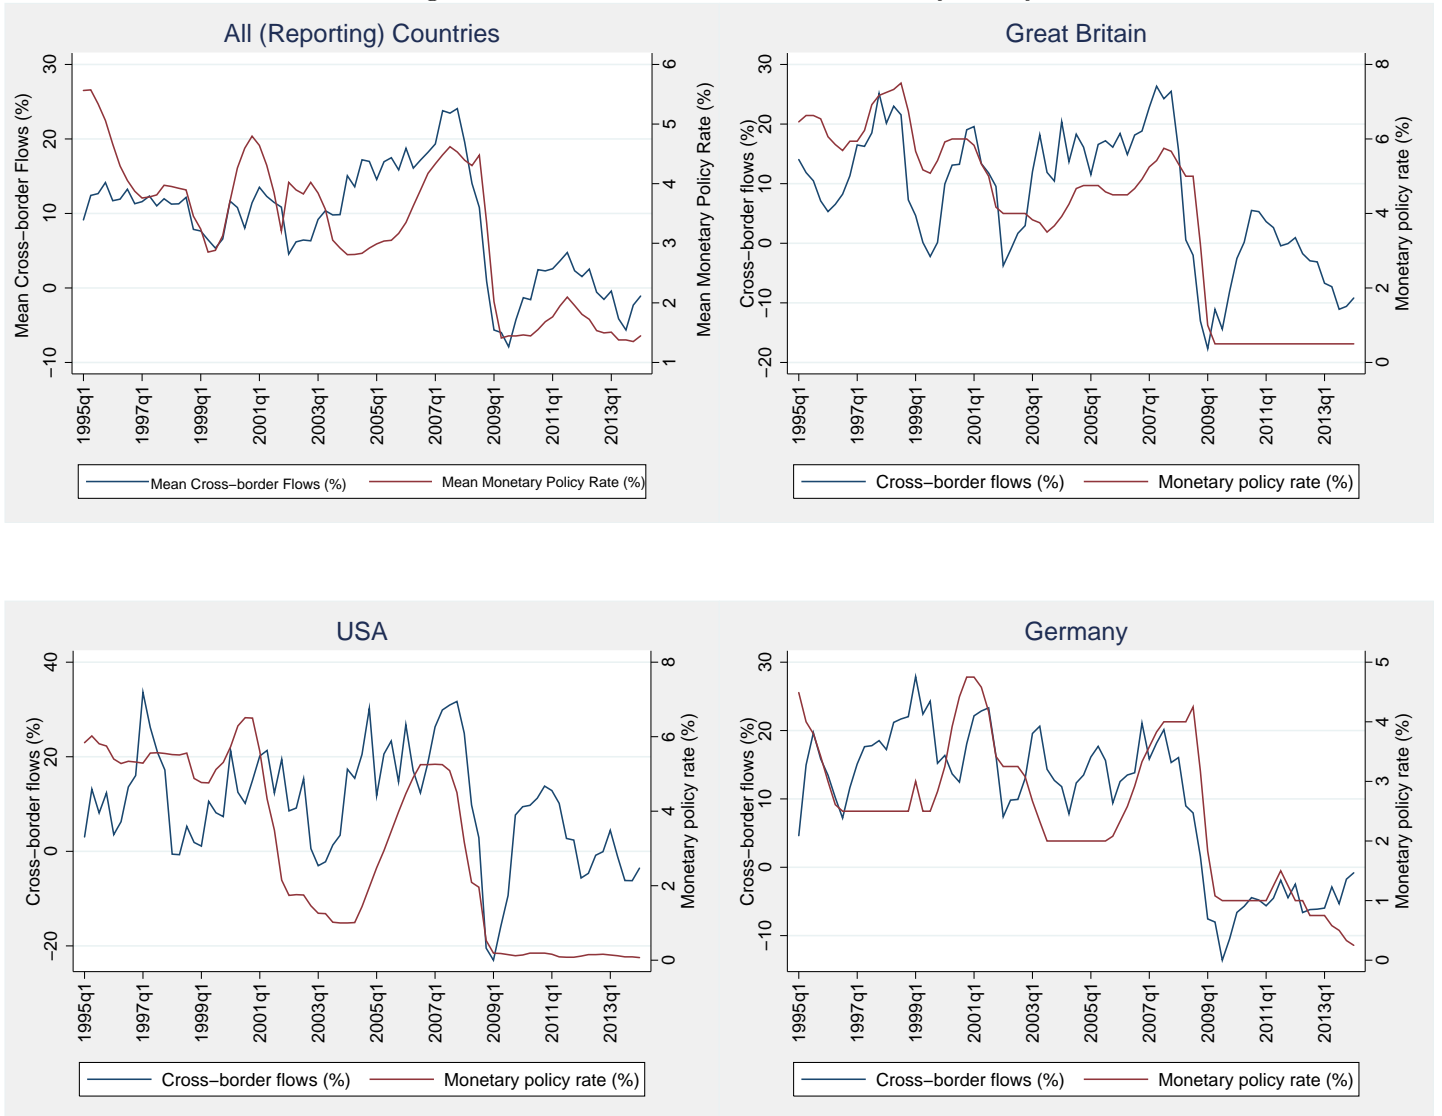 All (Reporting) Countries
Mean Cross−border Flows (%)
−10 0 10 20 30
1 2 3 4 5 6
Mean Monetary Policy Rate (%)
1995q1 1997q1 1999q1 2001q1 2003q1 2005q1 2007q1 2009q1 2011q1 2013q1
Mean Cross−border Flows (%) Mean Monetary Policy Rate (%)
Great Britain
Cross−border flows (%)
−20 −10 0 10 20 30
0 2 4 6 8
Monetary policy rate (%)
1995q1 1997q1 1999q1 2001q1 2003q1 2005q1 2007q1 2009q1 2011q1 2013q1
Cross−border flows (%) Monetary policy rate (%)
USA
Cross−border flows (%)
−20 0 20 40
0 2 4 6 8
Monetary policy rate (%)
1995q1 1997q1 1999q1 2001q1 2003q1 2005q1 2007q1 2009q1 2011q1 2013q1
Cross−border flows (%) Monetary policy rate (%)
Germany
Cross−border flows (%)
−10 0 10 20 30
0 1 2 3 4 5
Monetary policy rate (%)
1995q1 1997q1 1999q1 2001q1 2003q1 2005q1 2007q1 2009q1 2011q1 2013q1
Cross−border flows (%) Monetary policy rate (%)